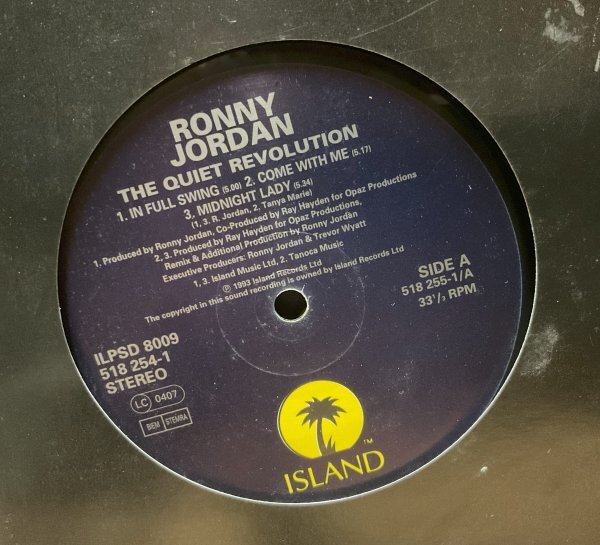 RONNY
JORDAN
THE QUIET REVOLUTION
1. IN FULL SWING (5.00) 2. COME WITH ME (5.17)
3. MIDNIGHT LADY (5.34)
(1. 3. R. Jordan, 2. Tanya Marie)
1. Produced by Ronny Jordan, Co-Produced by Ray Hayden for Opaz Productions
2.3. Produced by Ray Hayden for Opaz Productions,
Remix & Additional Production by Ronny Jordan
Executive Producers: Ronny Jordan & Trevor Wyatt
1. 3. Island Music Ltd, 2. Tanoca Music
℗ 1993 Island Records Ltd
The copyright in this sound recording is owned by Island Records Ltd
SIDE A
518 255-1/A
33⅓ RPM
ILPSD 8009
518 254-1
STEREO
LC 0407
BIEM STEMRA
ISLAND™